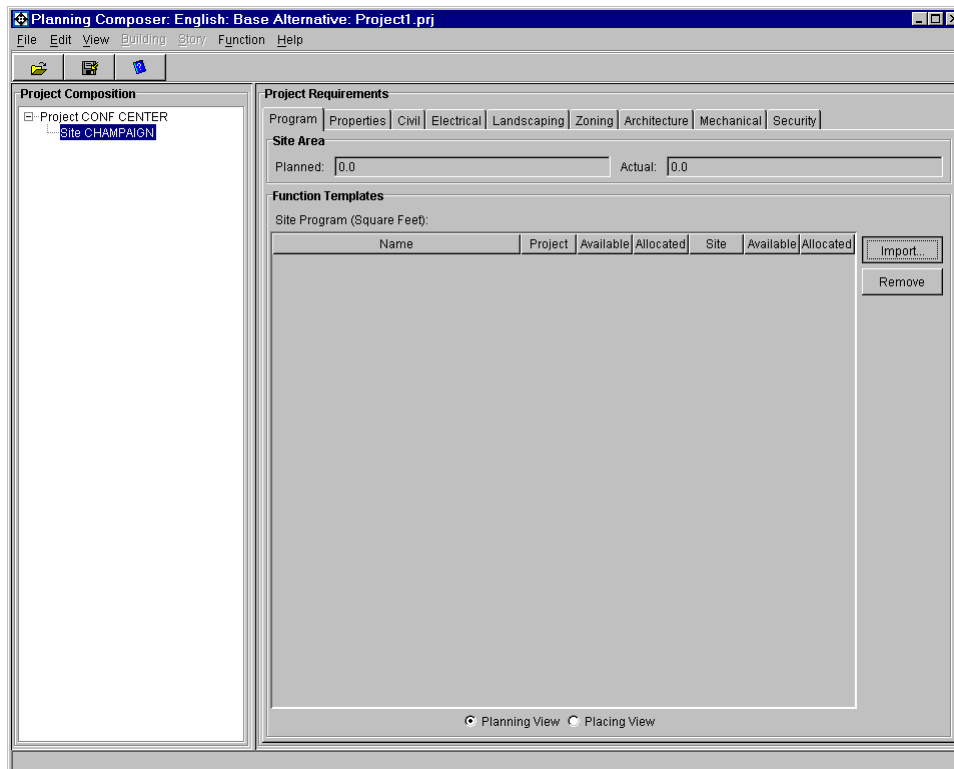 Planning Composer: English: Base Alternative: Project1.prj
File Edit View Building Story Function Help
Project Composition
Project CONF CENTER
Site CHAMPAIGN
Project Requirements
Program Properties Civil Electrical Landscaping Zoning Architecture Mechanical Security
Site Area
Planned: 0.0 Actual: 0.0
Function Templates
Site Program (Square Feet):
Name Project Available Allocated Site Available Allocated
Import...
Remove
Planning View Placing View